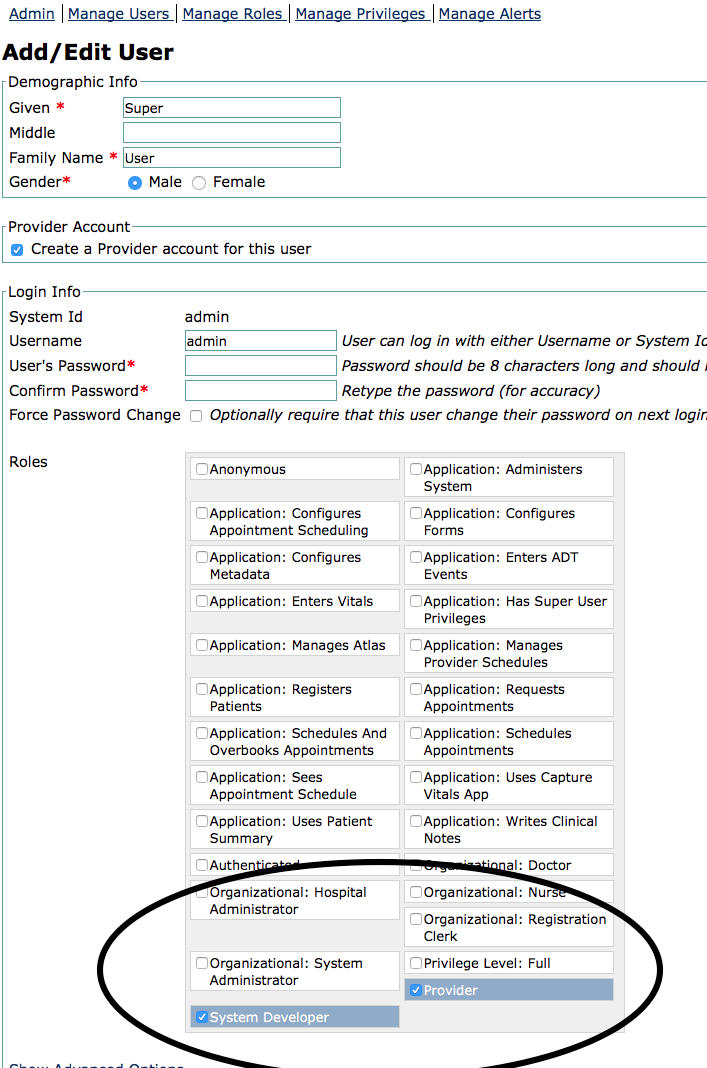 Admin | Manage Users | Manage Roles | Manage Privileges | Manage Alerts
Add/Edit User
Demographic Info
Given * Super
Middle
Family Name * User
Gender* Male Female
Provider Account
Create a Provider account for this user
Login Info
System Id admin
Username admin User can log in with either Username or System Id
User's Password* Password should be 8 characters long and should
Confirm Password* Retype the password (for accuracy)
Force Password Change Optionally require that this user change their password on next login
Roles
Anonymous
Application: Administers
System
Application: Configures
Appointment Scheduling
Application: Configures
Forms
Application: Configures
Metadata
Application: Enters ADT
Events
Application: Enters Vitals
Application: Has Super User
Privileges
Application: Manages Atlas
Application: Manages
Provider Schedules
Application: Registers
Patients
Application: Requests
Appointments
Application: Schedules And
Overbooks Appointments
Application: Schedules
Appointments
Application: Sees
Appointment Schedule
Application: Uses Capture
Vitals App
Application: Uses Patient
Summary
Application: Writes Clinical
Notes
Authenticated
Organizational: Doctor
Organizational: Hospital
Administrator
Organizational: Nurse
Organizational: Registration
Clerk
Organizational: System
Administrator
Privilege Level: Full
Provider
System Developer
Show Advanced Options